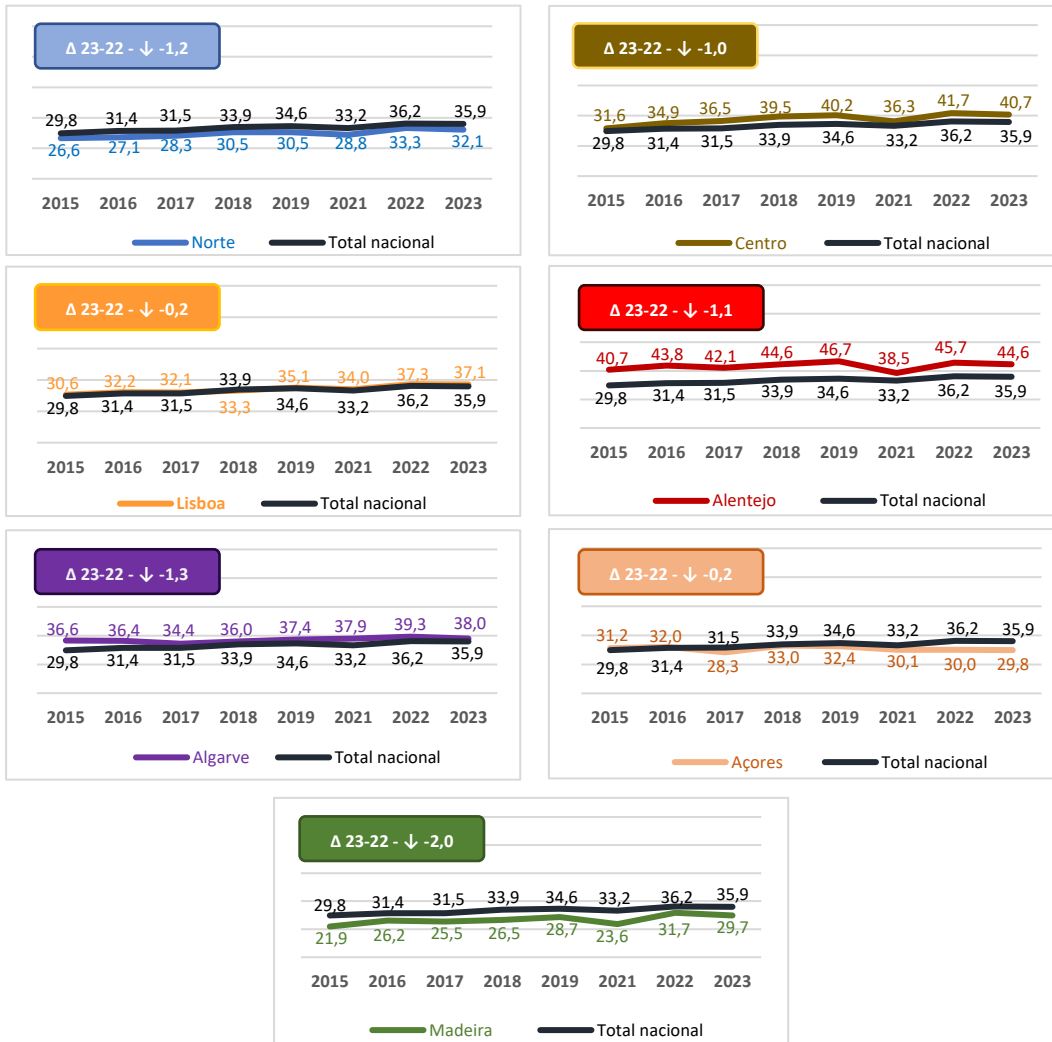 Δ 23-22 - ↓ -1,2
29,8 31,4 31,5 33,9 34,6 33,2 36,2 35,9
26,6 27,1 28,3 30,5 30,5 28,8 33,3 32,1
2015 2016 2017 2018 2019 2021 2022 2023
Norte Total nacional
Δ 23-22 - ↓ -1,0
31,6 34,9 36,5 39,5 40,2 36,3 41,7 40,7
29,8 31,4 31,5 33,9 34,6 33,2 36,2 35,9
2015 2016 2017 2018 2019 2021 2022 2023
Centro Total nacional
Δ 23-22 - ↓ -0,2
30,6 32,2 32,1 33,9 35,1 34,0 37,3 37,1
29,8 31,4 31,5 33,3 34,6 33,2 36,2 35,9
2015 2016 2017 2018 2019 2021 2022 2023
Lisboa Total nacional
Δ 23-22 - ↓ -1,1
40,7 43,8 42,1 44,6 46,7 38,5 45,7 44,6
29,8 31,4 31,5 33,9 34,6 33,2 36,2 35,9
2015 2016 2017 2018 2019 2021 2022 2023
Alentejo Total nacional
Δ 23-22 - ↓ -1,3
36,6 36,4 34,4 36,0 37,4 37,9 39,3 38,0
29,8 31,4 31,5 33,9 34,6 33,2 36,2 35,9
2015 2016 2017 2018 2019 2021 2022 2023
Algarve Total nacional
Δ 23-22 - ↓ -0,2
31,2 32,0 31,5 33,9 34,6 33,2 36,2 35,9
29,8 31,4 28,3 33,0 32,4 30,1 30,0 29,8
2015 2016 2017 2018 2019 2021 2022 2023
Açores Total nacional
Δ 23-22 - ↓ -2,0
29,8 31,4 31,5 33,9 34,6 33,2 36,2 35,9
21,9 26,2 25,5 26,5 28,7 23,6 31,7 29,7
2015 2016 2017 2018 2019 2021 2022 2023
Madeira Total nacional